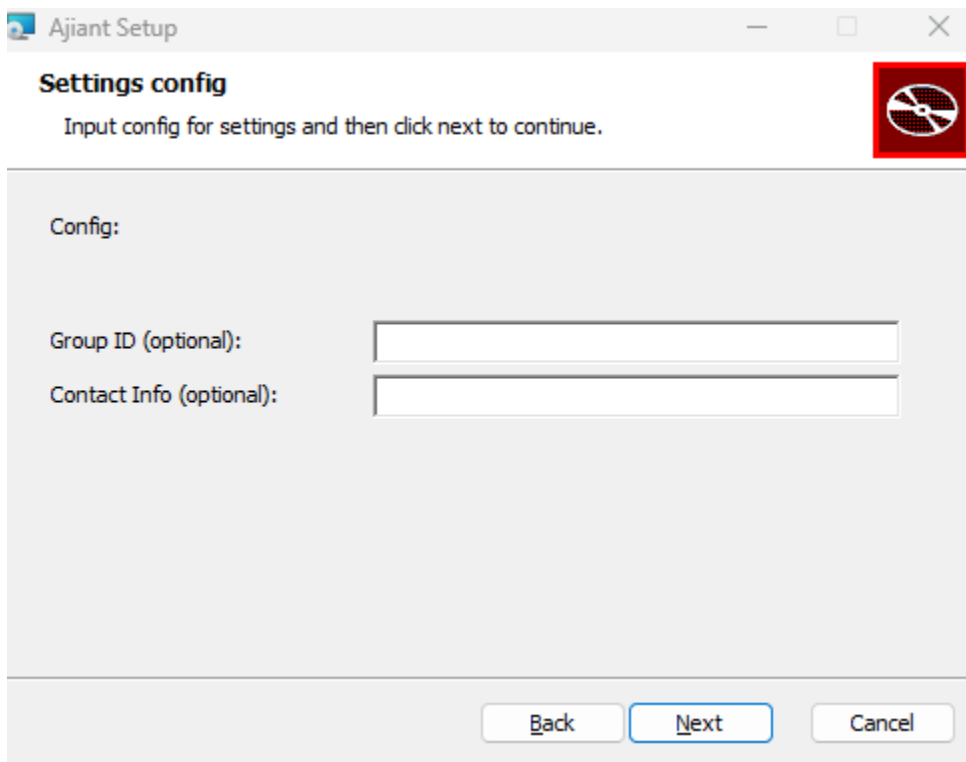 Ajiant Setup
Settings config
Input config for settings and then click next to continue.
Config:
Group ID (optional):
Contact Info (optional):
Back Next Cancel